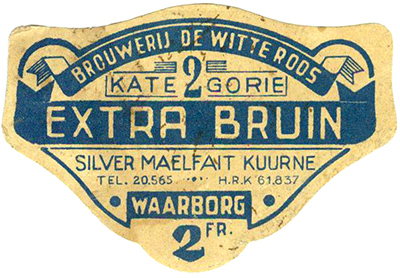 BROUWERIJ DE WITTE ROOS
KATE 2 GORIE
EXTRA BRUIN
SILVER MAELFAIT KUURNE
TEL. 20.565 H.R.K 61.837
WAARBORG
2 FR.